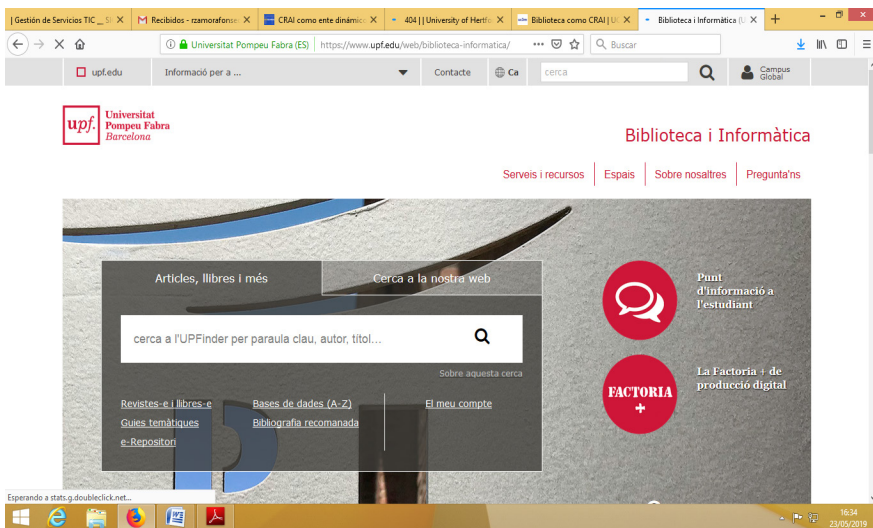 | Gestión de Servicios TIC _ S
Recibidos - rzamorafonse
CRAI como ente dinámic
404 | | University of Hertf
Biblioteca como CRAI | U
Biblioteca i Informàtica (U
Universitat Pompeu Fabra (ES)
https://www.upf.edu/web/biblioteca-informatica/
Buscar
upf.edu
Informació per a ...
Contacte
Ca
cerca
Campus
Global
upf.
Universitat
Pompeu Fabra
Barcelona
Biblioteca i Informàtica
Serveis i recursos
Espais
Sobre nosaltres
Pregunta'ns
Articles, llibres i més
Cerca a la nostra web
cerca a l'UPFinder per paraula clau, autor, títol...
Sobre aquesta cerca
Revistes-e i llibres-e
Bases de dades (A-Z)
El meu compte
Guies temàtiques
Bibliografia recomanada
e-Repositori
Punt
d'informació a
l'estudiant
FACTORIA
+
La Factoria + de
producció digital
Esperando a stats.g.doubleclick.net...
16:34
23/05/2019